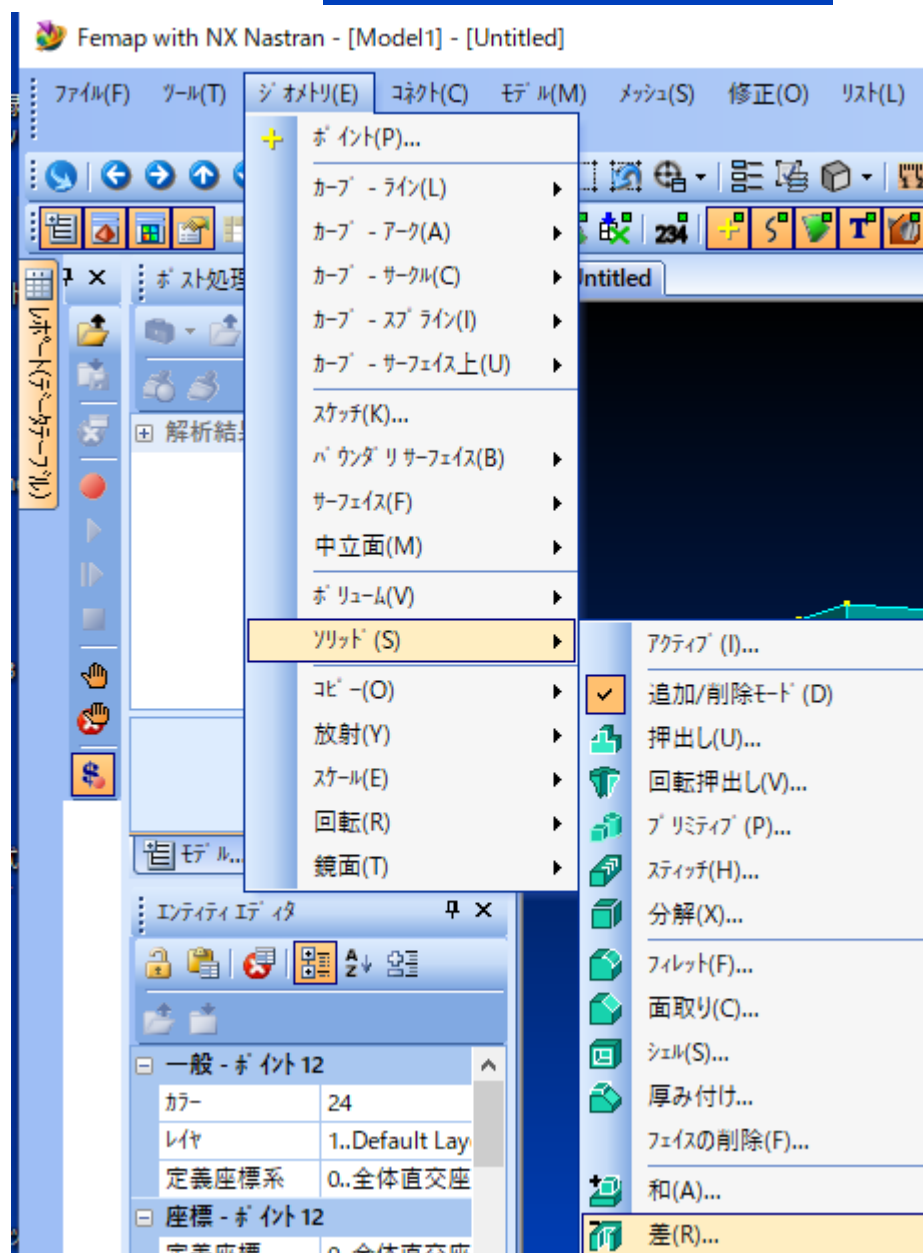 Femap with NX Nastran - [Model1] - [Untitled]
ﾌｧｲﾙ(F) ﾂｰﾙ(T) ｼﾞｵﾒﾄﾘ(E) ｺﾈｸﾄ(C) ﾓﾃﾞﾙ(M) ﾒｯｼｭ(S) 修正(O) ﾘｽﾄ(L)
ﾎﾟｲﾝﾄ(P)...
ｶｰﾌﾞ - ﾗｲﾝ(L)
ｶｰﾌﾞ - ｱｰｸ(A)
234
ｶｰﾌﾞ - ｻｰｸﾙ(C)
ﾎﾟｽﾄ処理
Untitled
ｶｰﾌﾞ - ｽﾌﾟﾗｲﾝ(I)
ｶｰﾌﾞ - ｻｰﾌｪｲｽ上(U)
ﾚﾎﾟｰﾄ(ﾃﾞｰﾀﾃｰﾌﾞﾙ)
ｽｹｯﾁ(K)...
解析結
ﾊﾞｳﾝﾀﾞﾘｻｰﾌｪｲｽ(B)
ｻｰﾌｪｲｽ(F)
中立面(M)
ﾎﾞﾘｭｰﾑ(V)
ｿﾘｯﾄﾞ(S)
ｺﾋﾟｰ(O)
放射(Y)
ｽｹｰﾙ(E)
回転(R)
鏡面(T)
ｱｸﾃｨﾌﾞ(I)...
追加/削除ﾓｰﾄﾞ(D)
押出し(U)...
回転押出し(V)...
ﾌﾟﾘﾐﾃｨﾌﾞ(P)...
ｽﾃｨｯﾁ(H)...
分解(X)...
ﾌｨﾚｯﾄ(F)...
面取り(C)...
ｼｪﾙ(S)...
厚み付け...
ﾌｪｲｽの削除(F)...
和(A)...
差(R)...
ﾓﾃﾞﾙ...
ｴﾝﾃｨﾃｨ ｴﾃﾞｨﾀ
一般 - ﾎﾟｲﾝﾄ 12
ｶﾗｰ 24
ﾚｲﾔ 1..Default Lay
定義座標系 0..全体直交座
座標 - ﾎﾟｲﾝﾄ 12